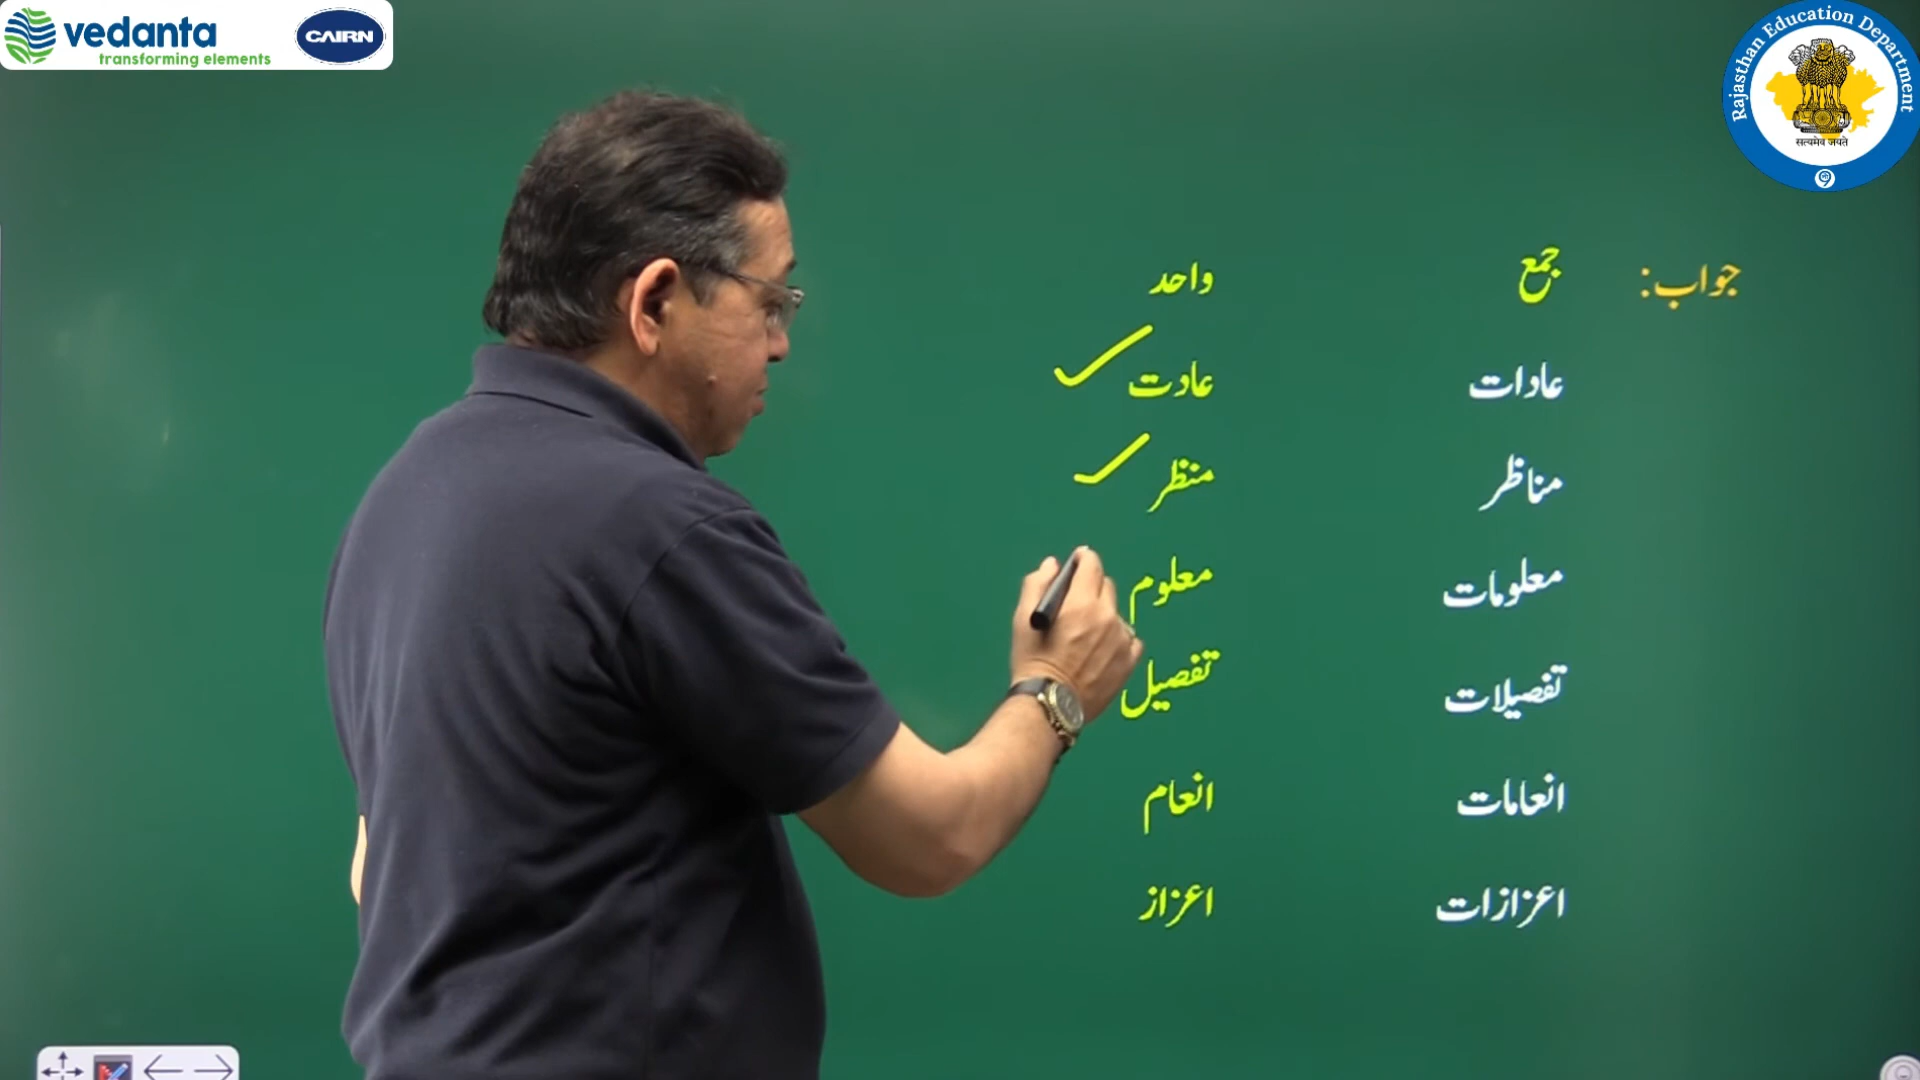 vedanta
transforming elements
CAIRN
Rajasthan Education Department
सत्यमेव जयते
جواب: جمع واحد
عادات عادت
مناظر منظر
معلومات معلوم
تفصیلات تفصیل
انعامات انعام
اعزازات اعزاز